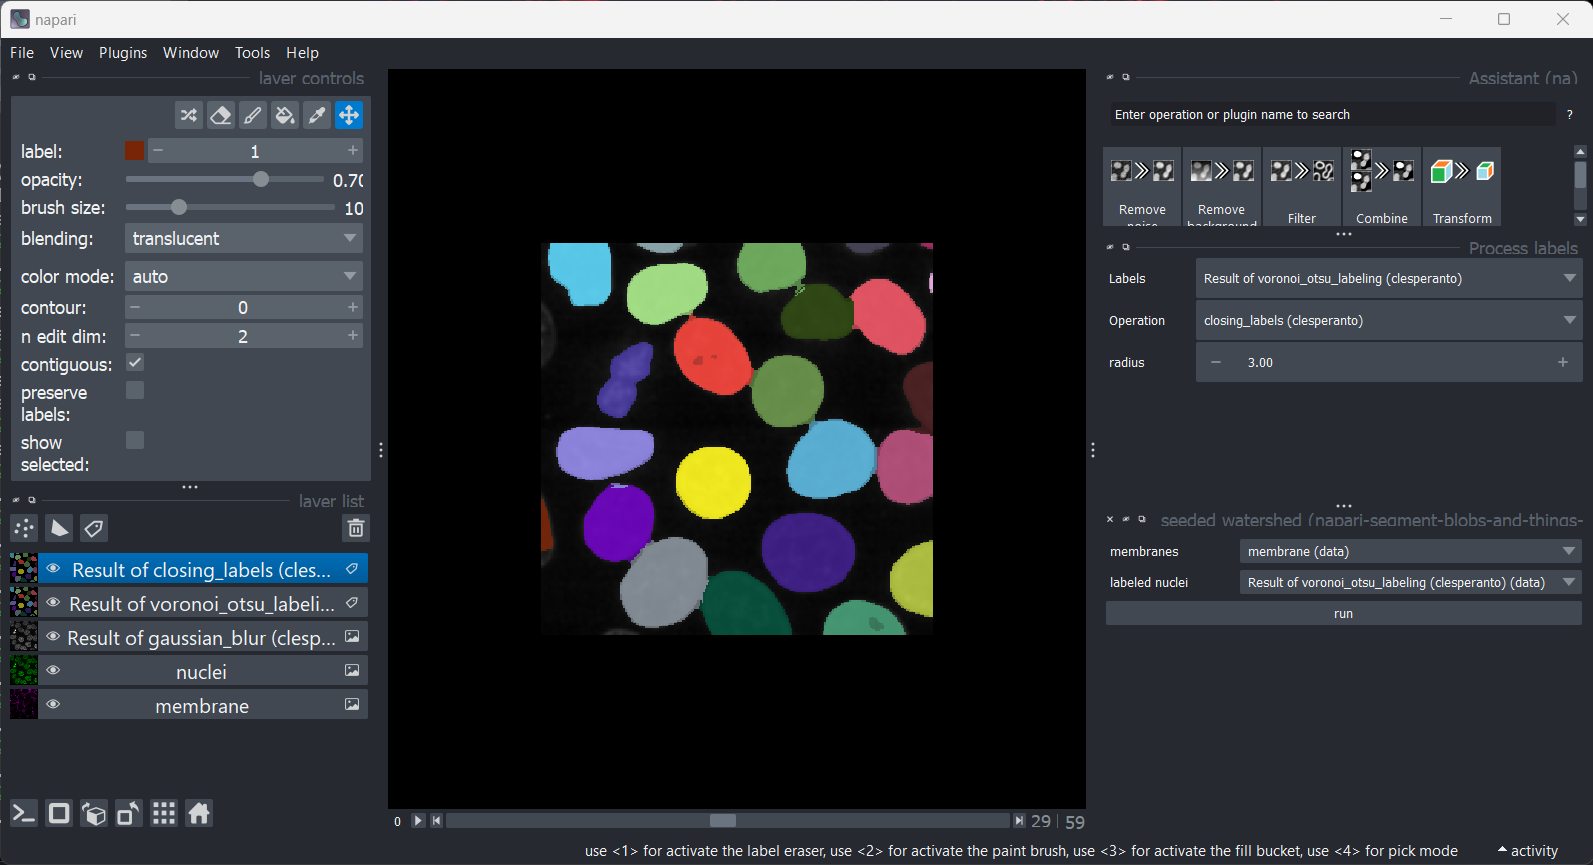 napari
File View Plugins Window Tools Help
layer controls
label: 1
opacity: 0.70
brush size: 10
blending: translucent
color mode: auto
contour: 0
n edit dim: 2
contiguous:
preserve
labels:
show
selected:
layer list
Result of closing_labels (cles...
Result of voronoi_otsu_labeli...
Result of gaussian_blur (clesp...
nuclei
membrane
0
29 59
Assistant (na)
Enter operation or plugin name to search ?
Remove
noise
Remove
background
Filter
Combine
Transform
Process labels
Labels Result of voronoi_otsu_labeling (clesperanto)
Operation closing_labels (clesperanto)
radius 3.00
seeded watershed (napari-segment-blobs-and-things-
membranes membrane (data)
labeled nuclei Result of voronoi_otsu_labeling (clesperanto) (data)
run
use <1> for activate the label eraser, use <2> for activate the paint brush, use <3> for activate the fill bucket, use <4> for pick mode
activity